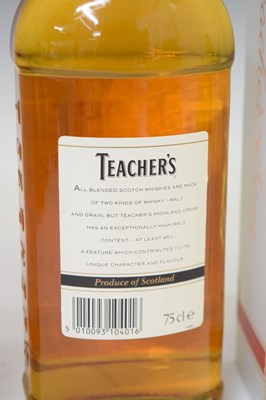 TEACHER'S
ALL BLENDED SCOTCH WHISKIES ARE MADE
OF TWO KINDS OF WHISKY–MALT
AND GRAIN, BUT TEACHER'S HIGHLAND CREAM
HAS AN EXCEPTIONALLY HIGH MALT
CONTENT – AT LEAST 45%,
A FEATURE WHICH CONTRIBUTES TO ITS
UNIQUE CHARACTER AND FLAVOUR.
Produce of Scotland
75 cl e
5 010093 104016